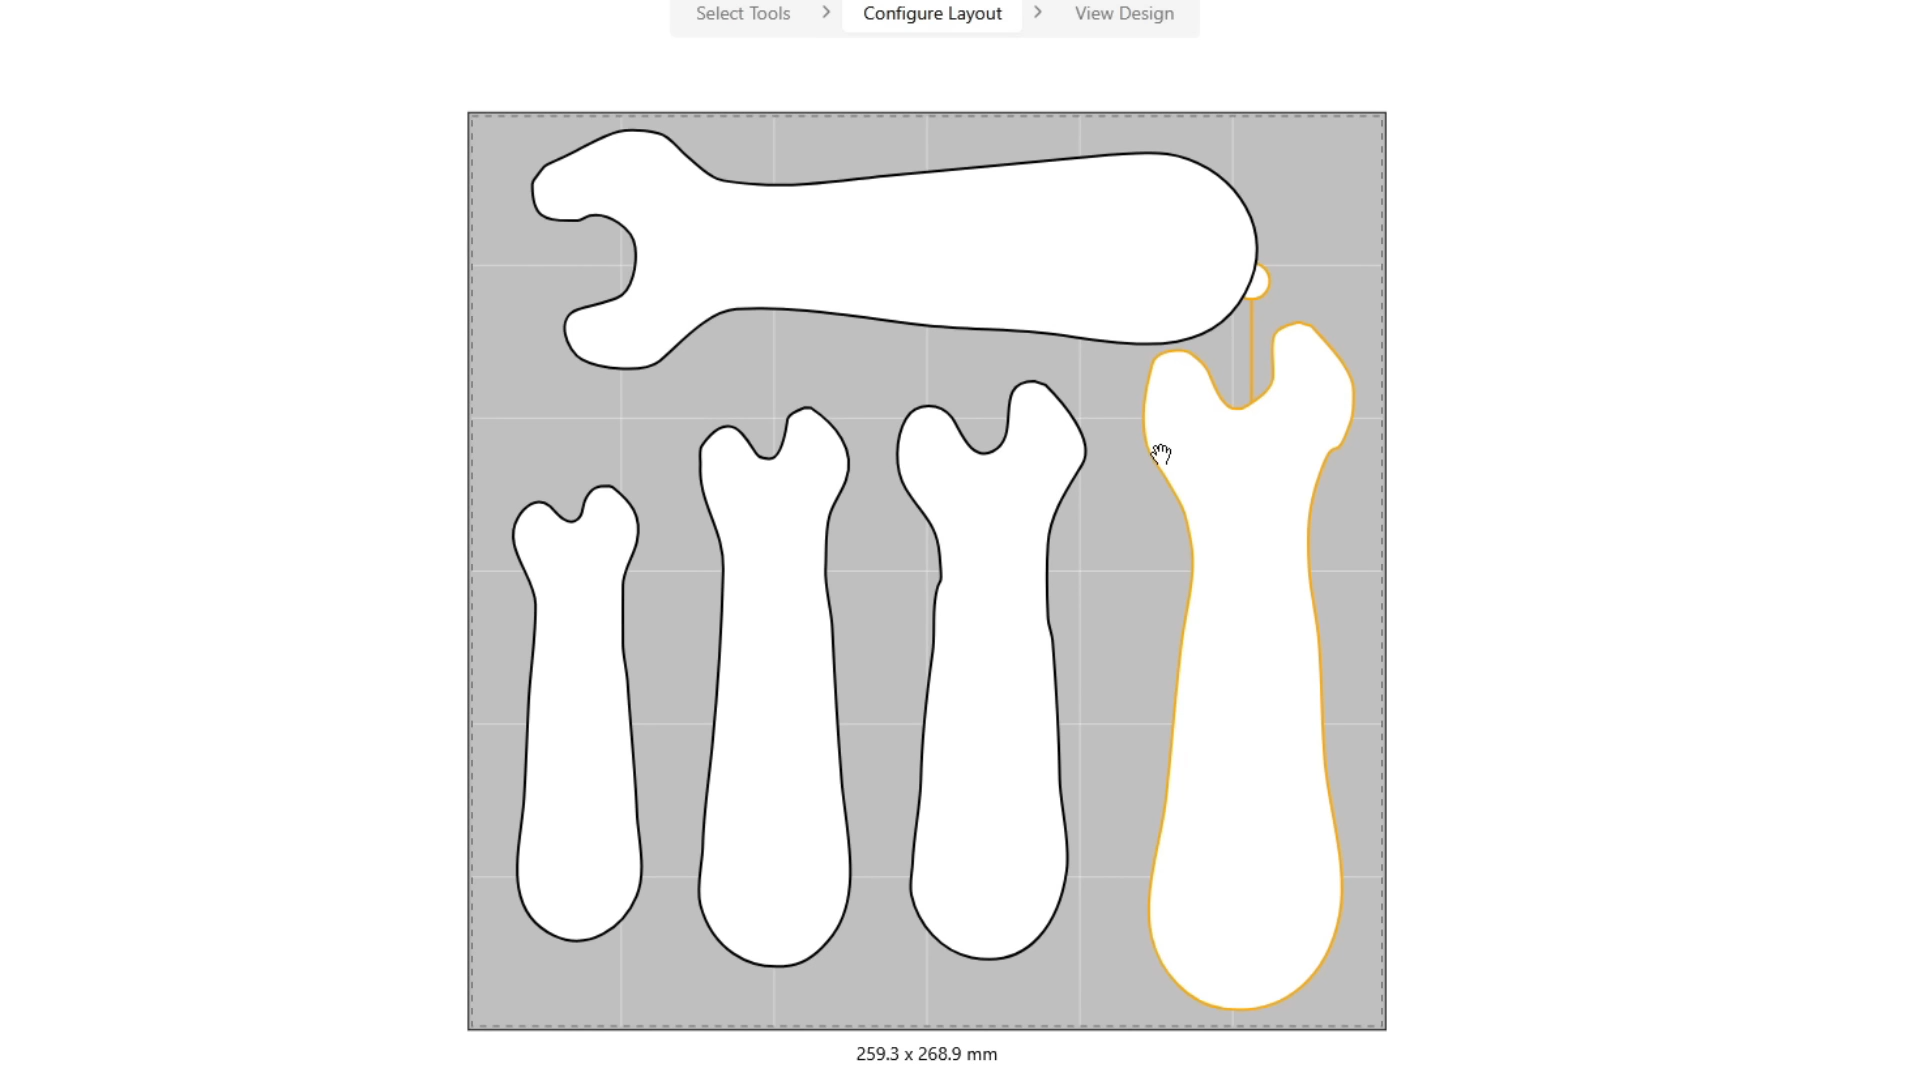 Select Tools > Configure Layout > View Design
259.3 x 268.9 mm